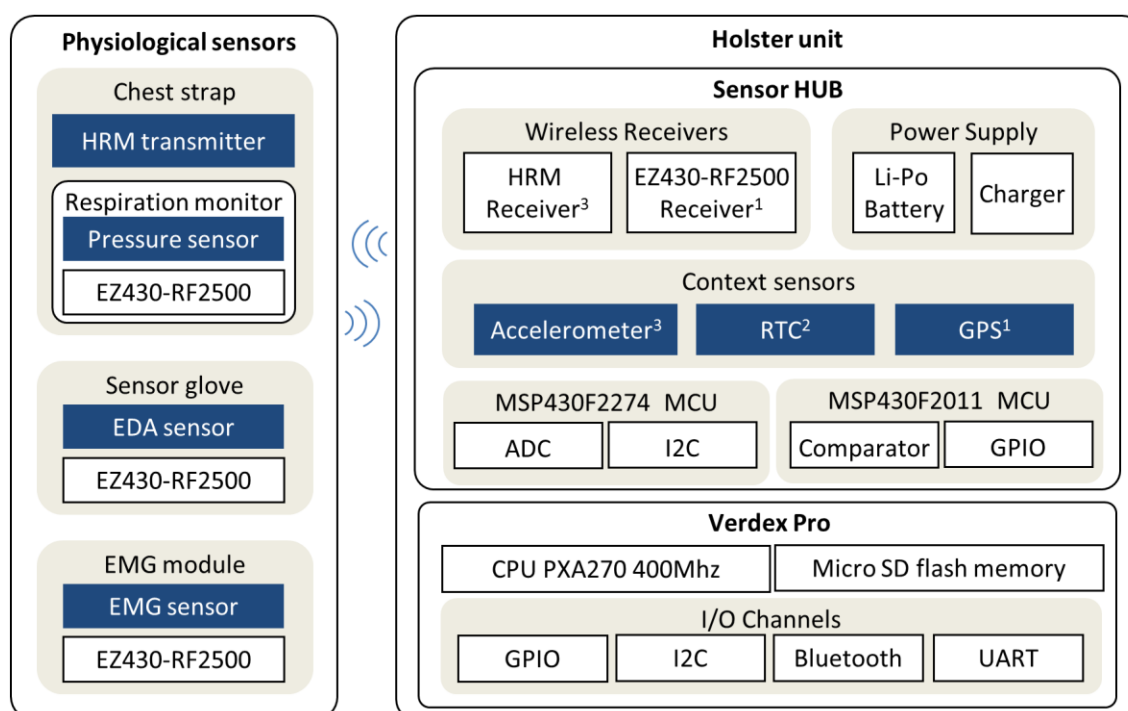 Physiological sensors
Chest strap
HRM transmitter
Respiration monitor
Pressure sensor
EZ430-RF2500
Sensor glove
EDA sensor
EZ430-RF2500
EMG module
EMG sensor
EZ430-RF2500
Holster unit
Sensor HUB
Wireless Receivers
HRM
Receiver³
EZ430-RF2500
Receiver¹
Power Supply
Li-Po
Battery
Charger
Context sensors
Accelerometer³
RTC²
GPS¹
MSP430F2274 MCU
ADC
I2C
MSP430F2011 MCU
Comparator
GPIO
Verdex Pro
CPU PXA270 400Mhz
Micro SD flash memory
I/O Channels
GPIO
I2C
Bluetooth
UART